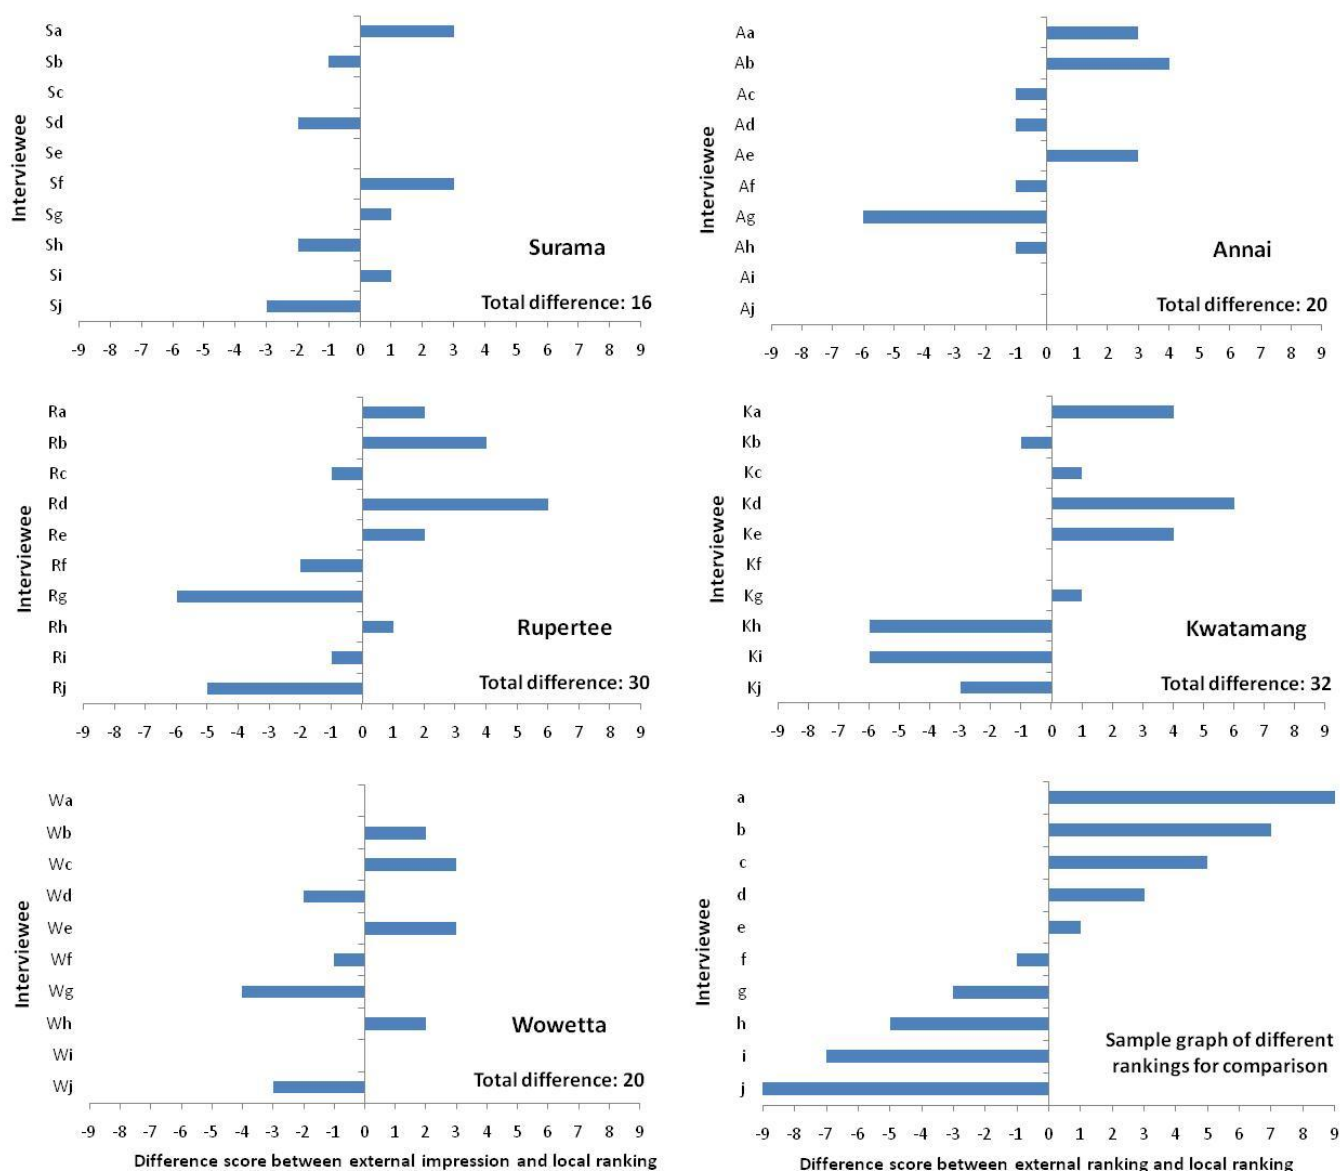 Interviewee
Sa
Sb
Sc
Sd
Se
Sf
Sg
Sh
Si
Sj
Surama
Total difference: 16
-9 -8 -7 -6 -5 -4 -3 -2 -1 0 1 2 3 4 5 6 7 8 9
Interviewee
Aa
Ab
Ac
Ad
Ae
Af
Ag
Ah
Ai
Aj
Annai
Total difference: 20
-9 -8 -7 -6 -5 -4 -3 -2 -1 0 1 2 3 4 5 6 7 8 9
Interviewee
Ra
Rb
Rc
Rd
Re
Rf
Rg
Rh
Ri
Rj
Rupertee
Total difference: 30
-9 -8 -7 -6 -5 -4 -3 -2 -1 0 1 2 3 4 5 6 7 8 9
Interviewee
Ka
Kb
Kc
Kd
Ke
Kf
Kg
Kh
Ki
Kj
Kwatamang
Total difference: 32
-9 -8 -7 -6 -5 -4 -3 -2 -1 0 1 2 3 4 5 6 7 8 9
Interviewee
Wa
Wb
Wc
Wd
We
Wf
Wg
Wh
Wi
Wj
Wowetta
Total difference: 20
-9 -8 -7 -6 -5 -4 -3 -2 -1 0 1 2 3 4 5 6 7 8 9
Difference score between external impression and local ranking
Interviewee
a
b
c
d
e
f
g
h
i
j
Sample graph of different
rankings for comparison
-9 -8 -7 -6 -5 -4 -3 -2 -1 0 1 2 3 4 5 6 7 8 9
Difference score between external ranking and local ranking